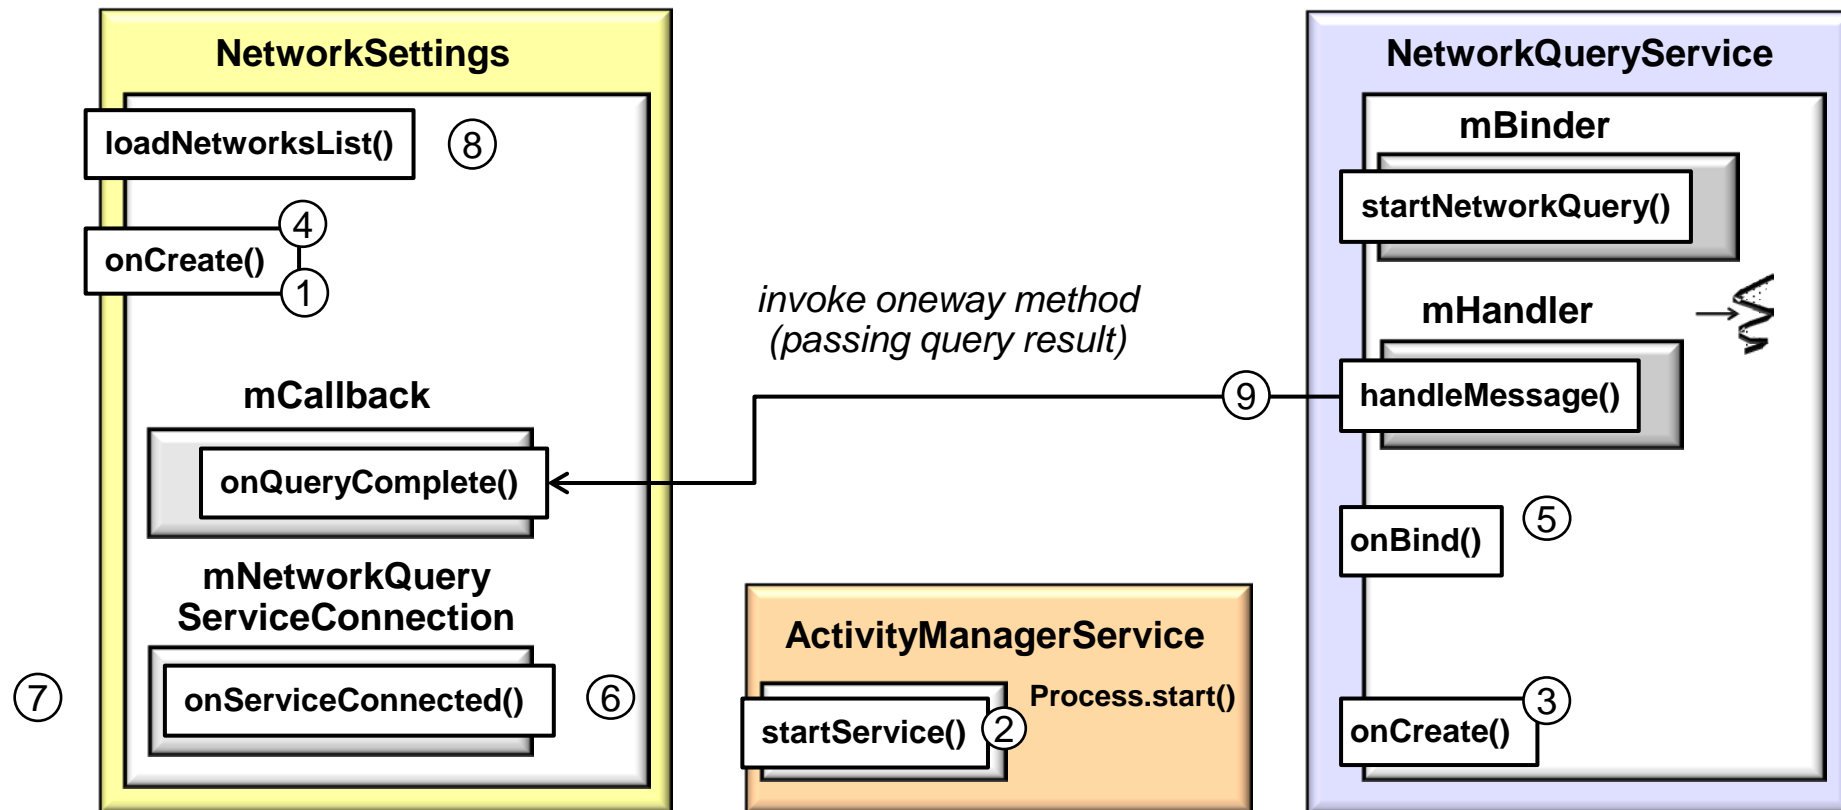 NetworkSettings
loadNetworksList()
8
4
onCreate()
1
mCallback
onQueryComplete()
mNetworkQuery
ServiceConnection
7
onServiceConnected()
6
invoke oneway method
(passing query result)
9
ActivityManagerService
Process.start()
startService()
2
NetworkQueryService
mBinder
startNetworkQuery()
mHandler
handleMessage()
onBind()
5
onCreate()
3